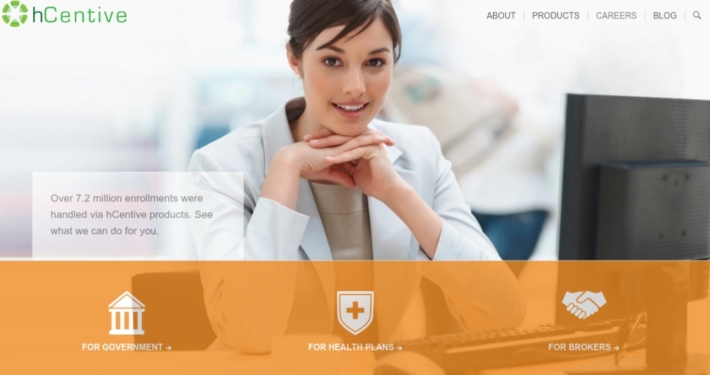 hCentive
ABOUT
PRODUCTS
CAREERS
BLOG
Over 7.2 million enrollments were
handled via hCentive products. See
what we can do for you.
FOR GOVERNMENT →
FOR HEALTH PLANS →
FOR BROKERS →